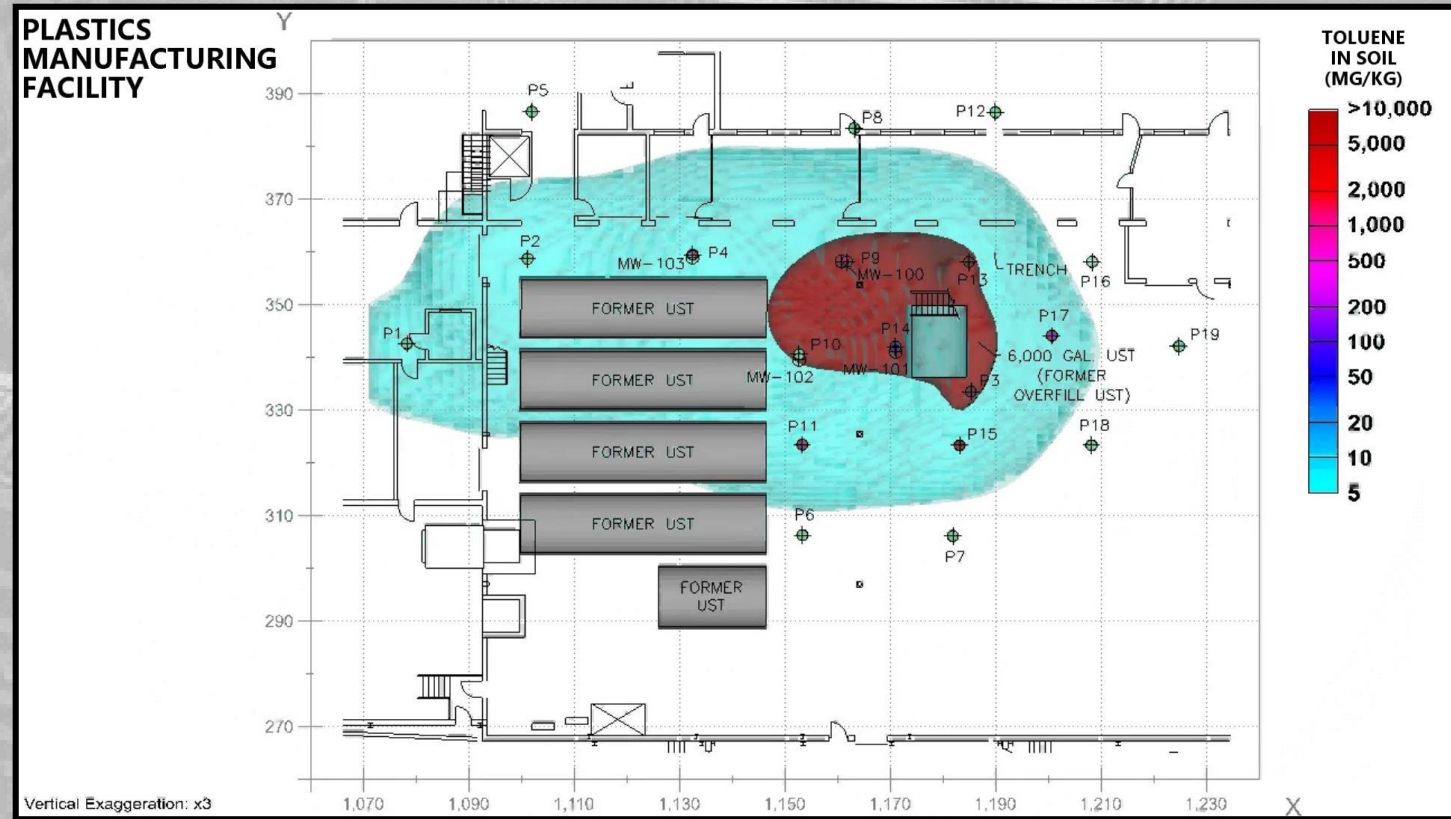 PLASTICS
MANUFACTURING
FACILITY
Y
TOLUENE
IN SOIL
(MG/KG)
>10,000
5,000
2,000
1,000
500
200
100
50
20
10
5
390
370
350
330
310
290
270
P5
P8
P12
P2
MW-103
P4
P9
MW-100
P13
TRENCH
P16
P1
P10
MW-102
P14
MW-101
P17
P19
6,000 GAL. UST
(FORMER
OVERFILL UST)
P3
P11
P15
P18
P6
P7
FORMER UST
FORMER UST
FORMER UST
FORMER UST
FORMER
UST
1,070
1,090
1,110
1,130
1,150
1,170
1,190
1,210
1,230
X
Vertical Exaggeration: x3